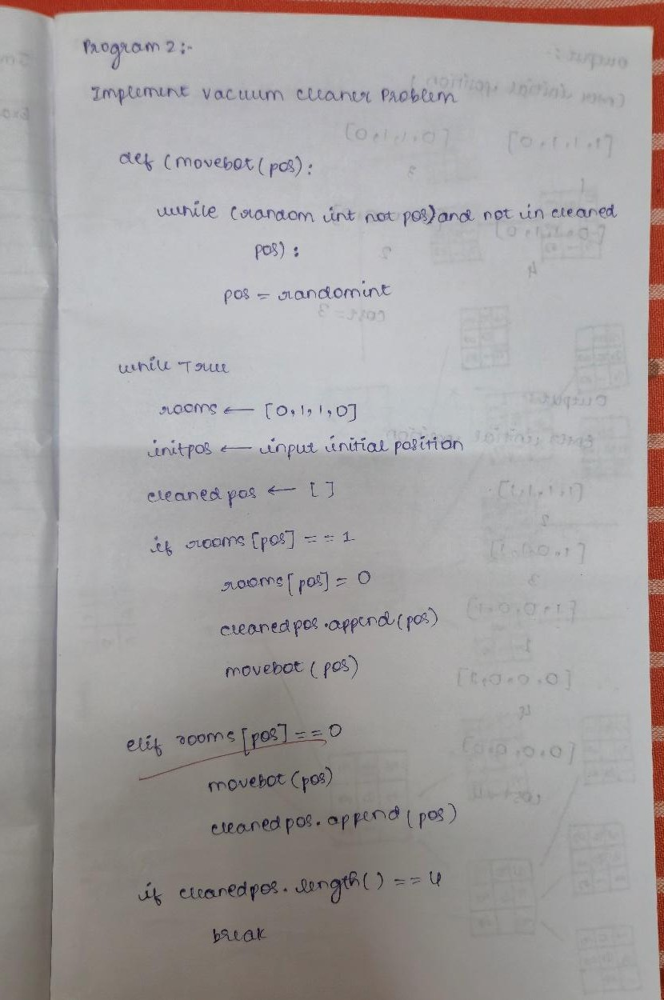 Program 2:-
Implement vacuum cleaner Problem
def (movebot(pos):
while (random int not pos) and not in cleaned
pos) :
pos = randomint
while True
rooms ← [0,1,1,0]
initpos ← input initial position
cleaned pos ← [ ]
if rooms [pos] == 1
rooms[pos] = 0
cleanedpos.append(pos)
movebot (pos)
elif rooms [pos] == 0
movebot (pos)
cleanedpos.append (pos)
if cleanedpos.length() == 4
break